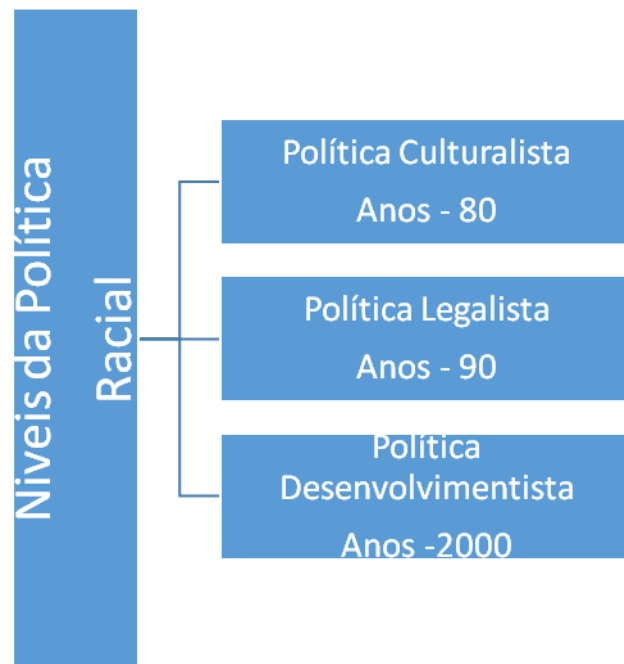 Niveis da Política
Racial
Política Culturalista
Anos - 80
Política Legalista
Anos - 90
Política
Desenvolvimentista
Anos -2000